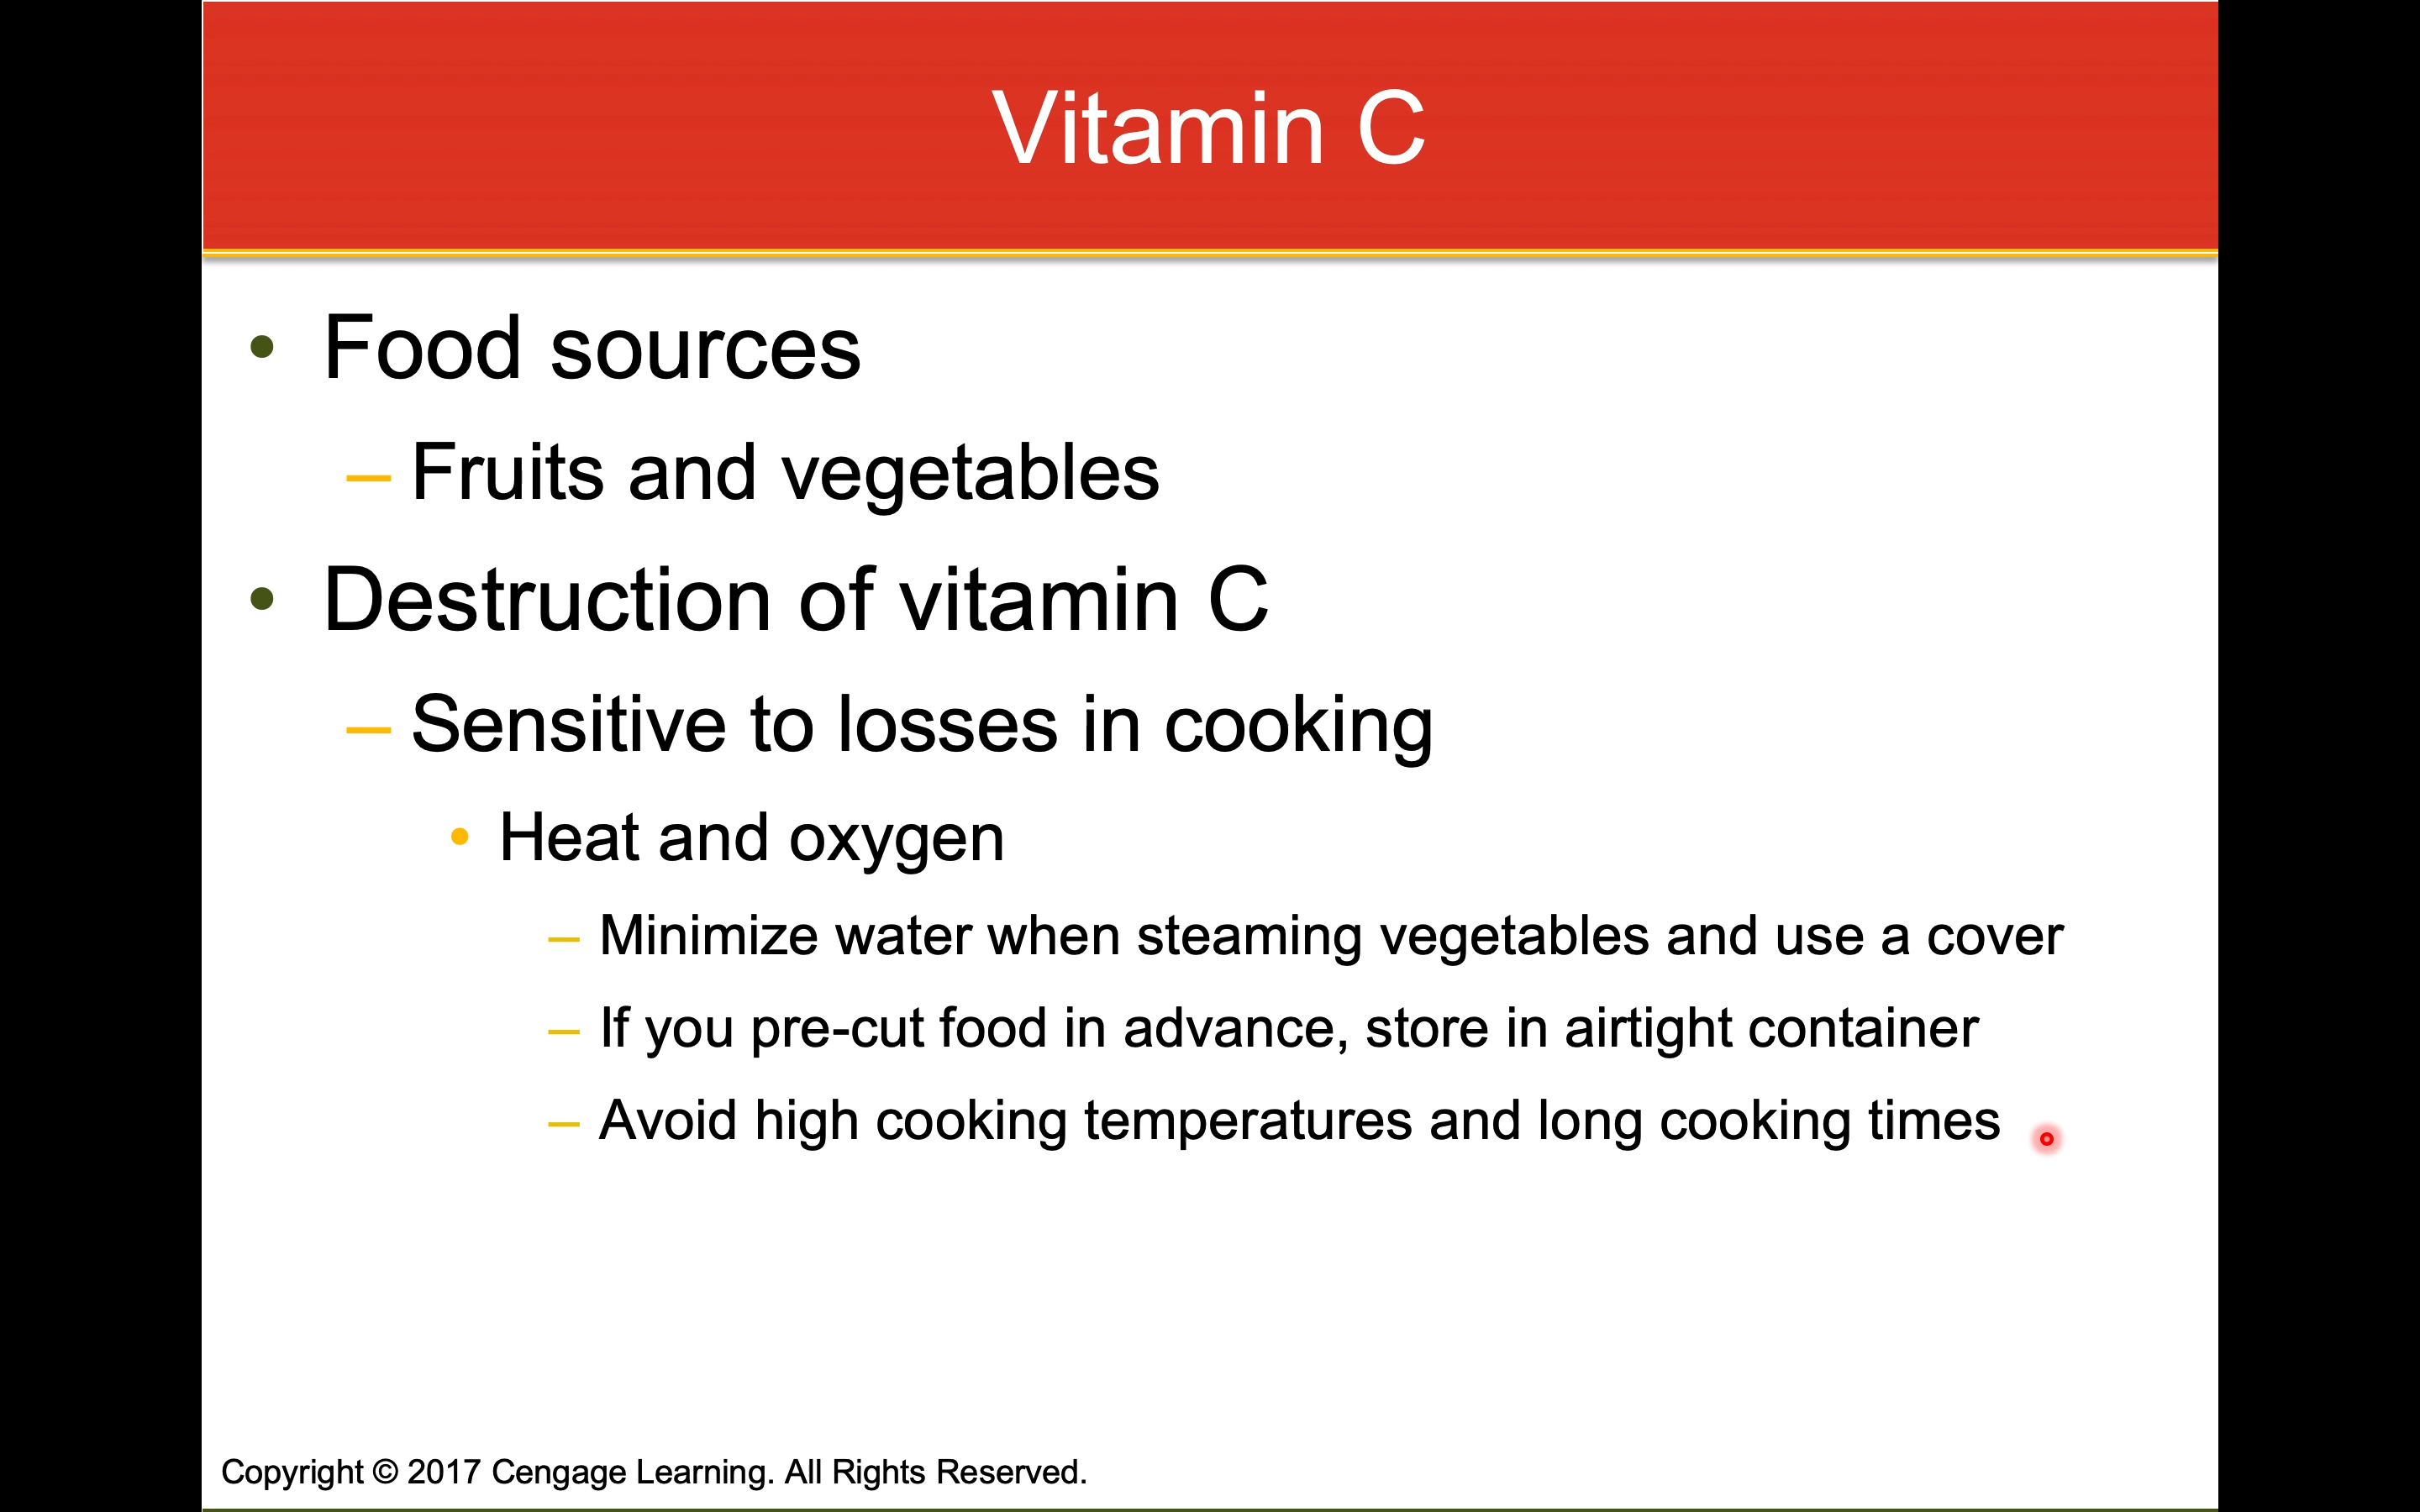 Vitamin C
• Food sources
– Fruits and vegetables
• Destruction of vitamin C
– Sensitive to losses in cooking
• Heat and oxygen
– Minimize water when steaming vegetables and use a cover
– If you pre-cut food in advance, store in airtight container
– Avoid high cooking temperatures and long cooking times
Copyright © 2017 Cengage Learning. All Rights Reserved.